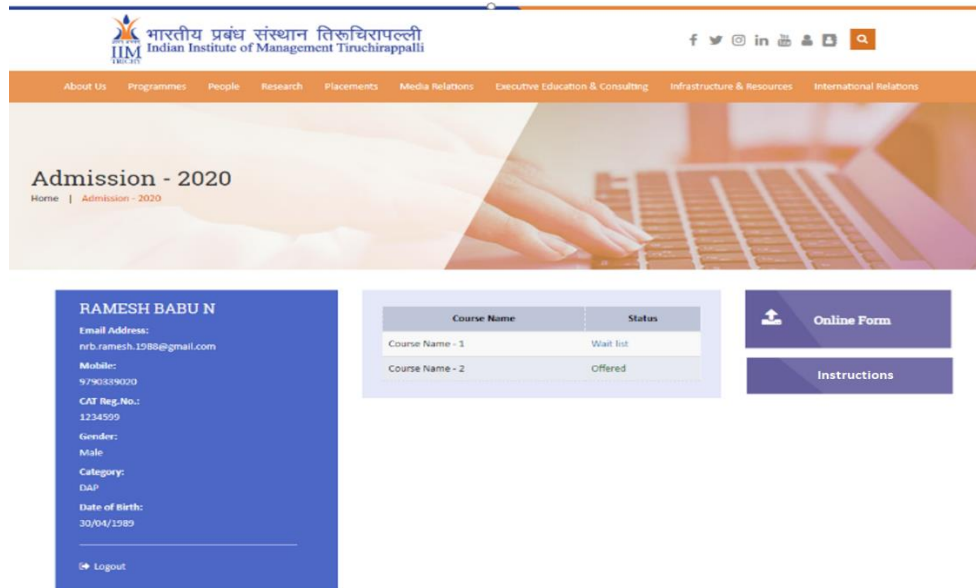 भारतीय प्रबंध संस्थान तिरूचिरापल्ली
Indian Institute of Management Tiruchirappalli
IIM
TRICHY
About Us Programmes People Research Placements Media Relations Executive Education & Consulting Infrastructure & Resources International Relations
Admission - 2020
Home | Admission - 2020
RAMESH BABU N
Email Address:
nrb.ramesh.1988@gmail.com
Mobile:
9790339020
CAT Reg.No.:
1234599
Gender:
Male
Category:
DAP
Date of Birth:
30/04/1989
Logout
Course Name Status
Course Name - 1 Wait list
Course Name - 2 Offered
Online Form
Instructions